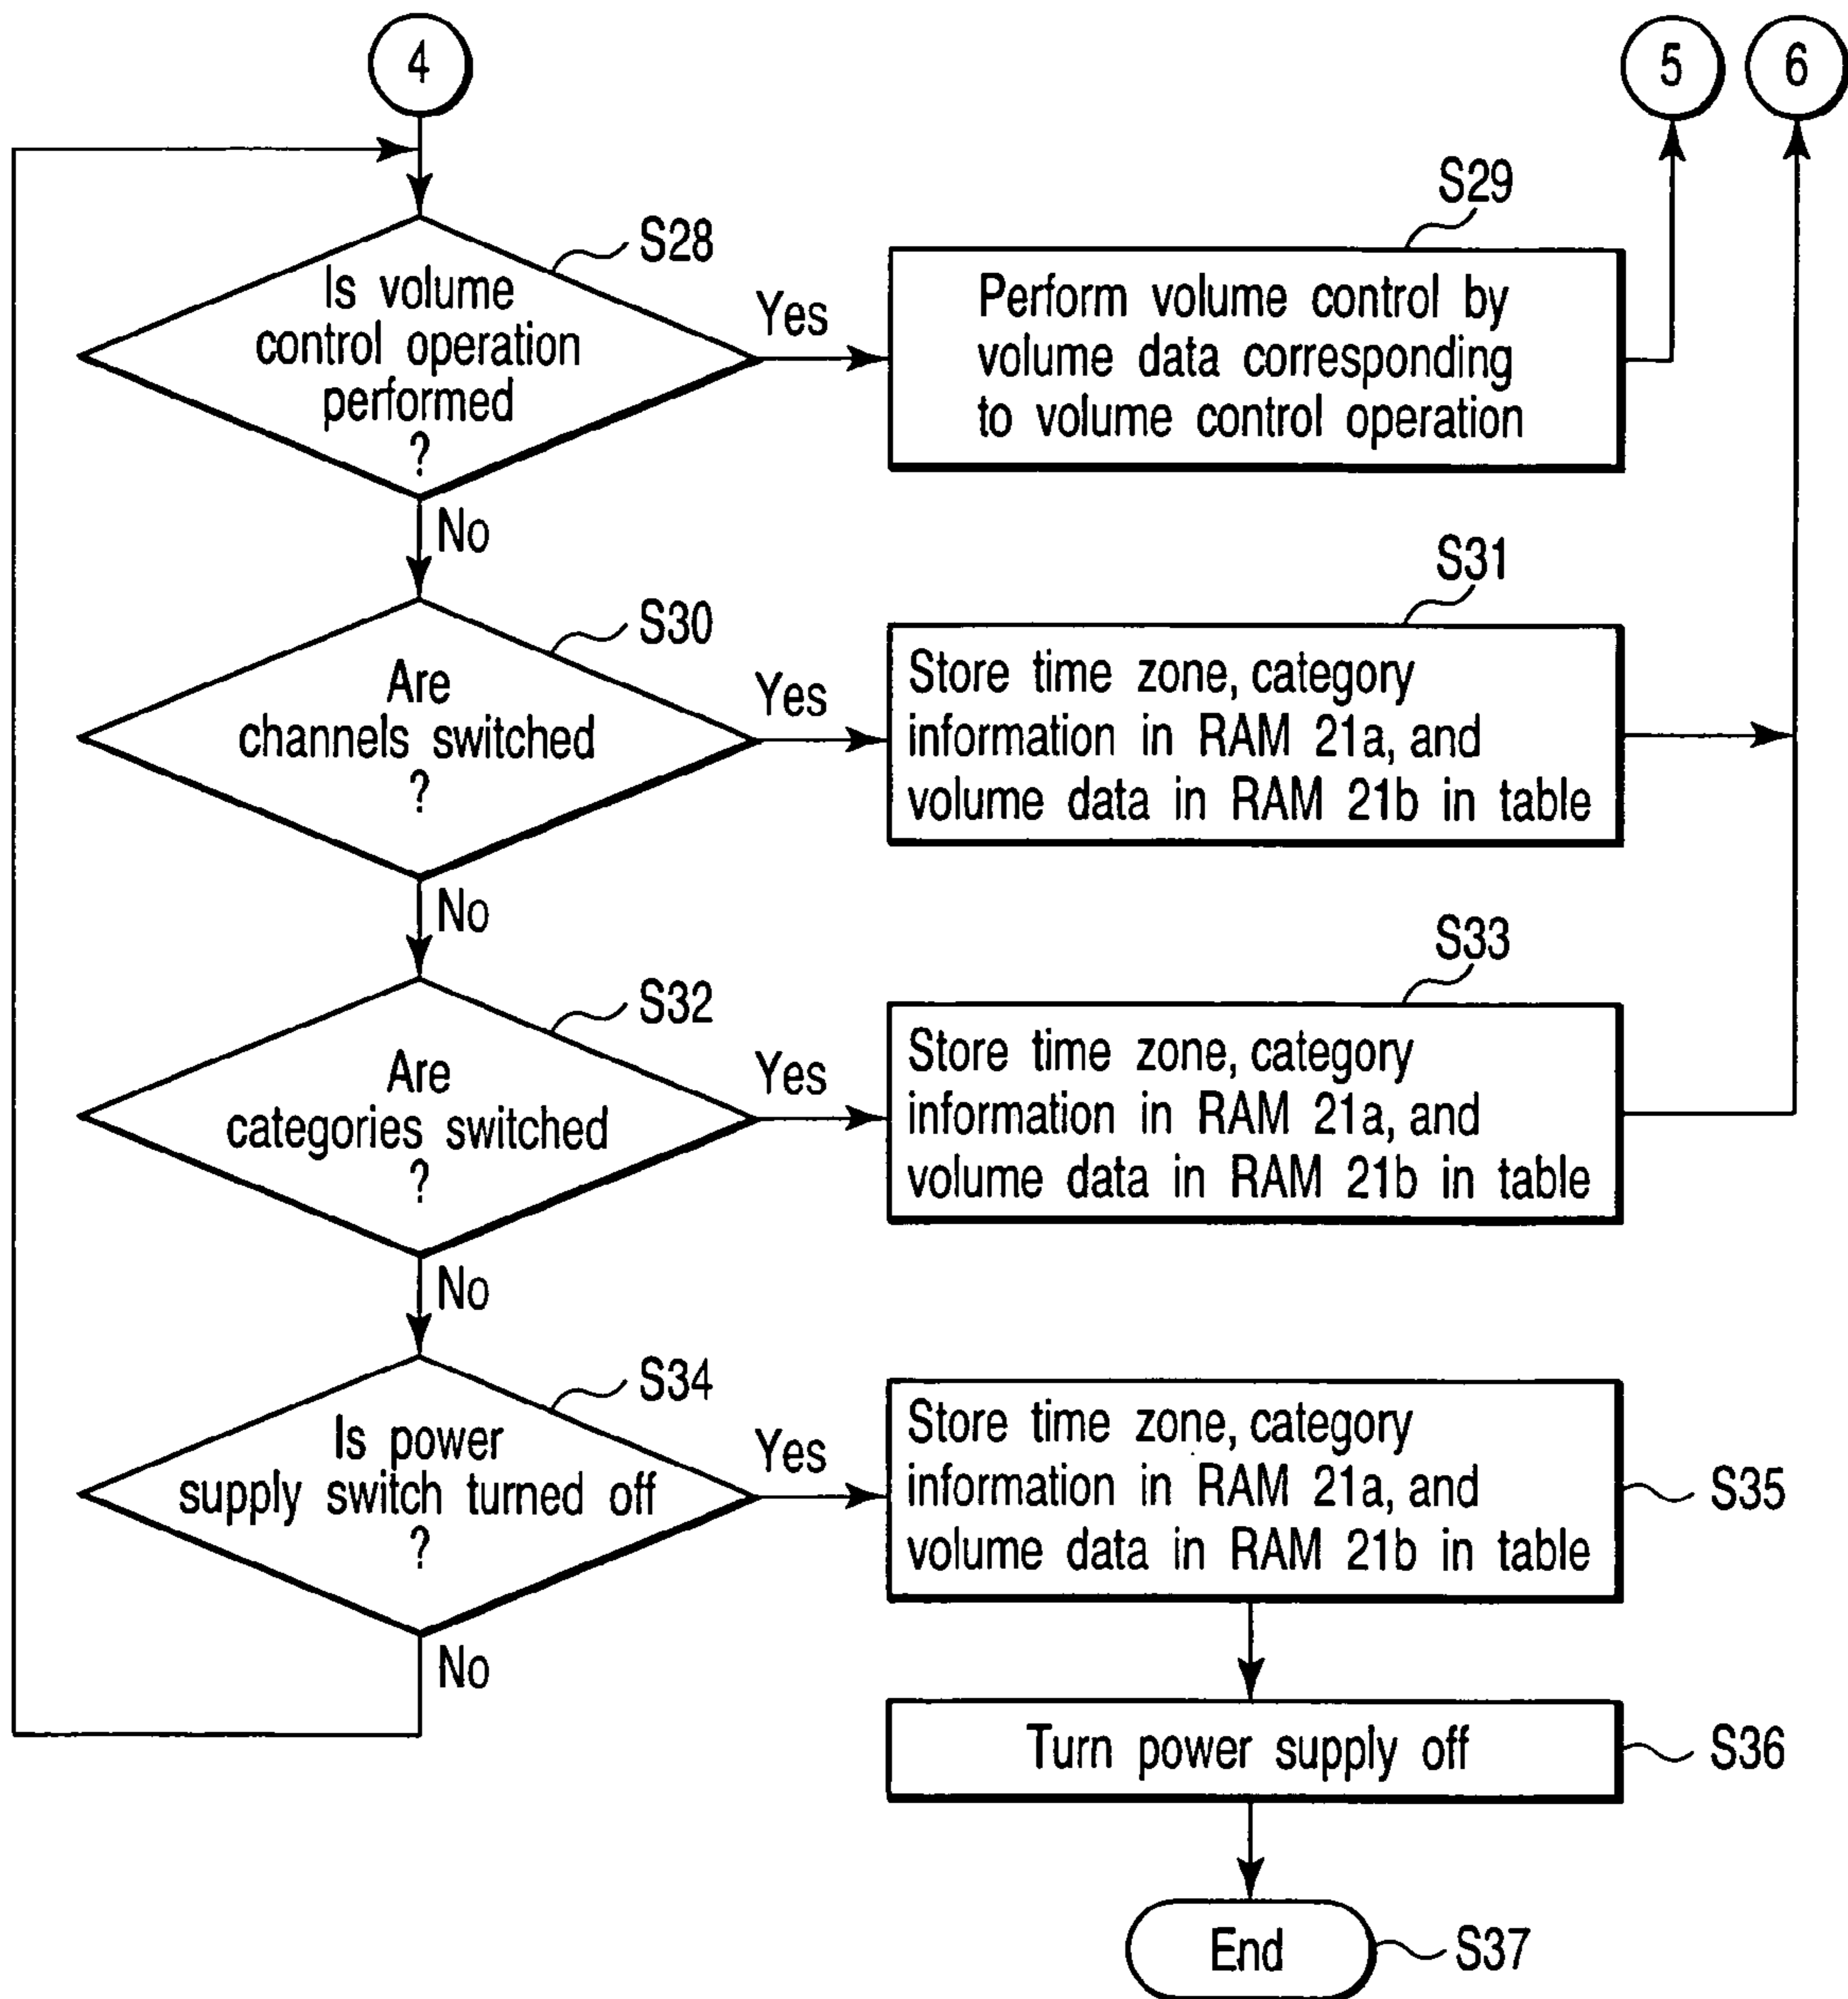 4
5
6
S28
Is volume
control operation
performed
?
Yes
No
S29
Perform volume control by
volume data corresponding
to volume control operation
S30
Are
channels switched
?
Yes
No
S31
Store time zone, category
information in RAM 21a, and
volume data in RAM 21b in table
S32
Are
categories switched
?
Yes
No
S33
Store time zone, category
information in RAM 21a, and
volume data in RAM 21b in table
S34
Is power
supply switch turned off
?
Yes
No
Store time zone, category
information in RAM 21a, and
volume data in RAM 21b in table
S35
Turn power supply off
S36
End
S37